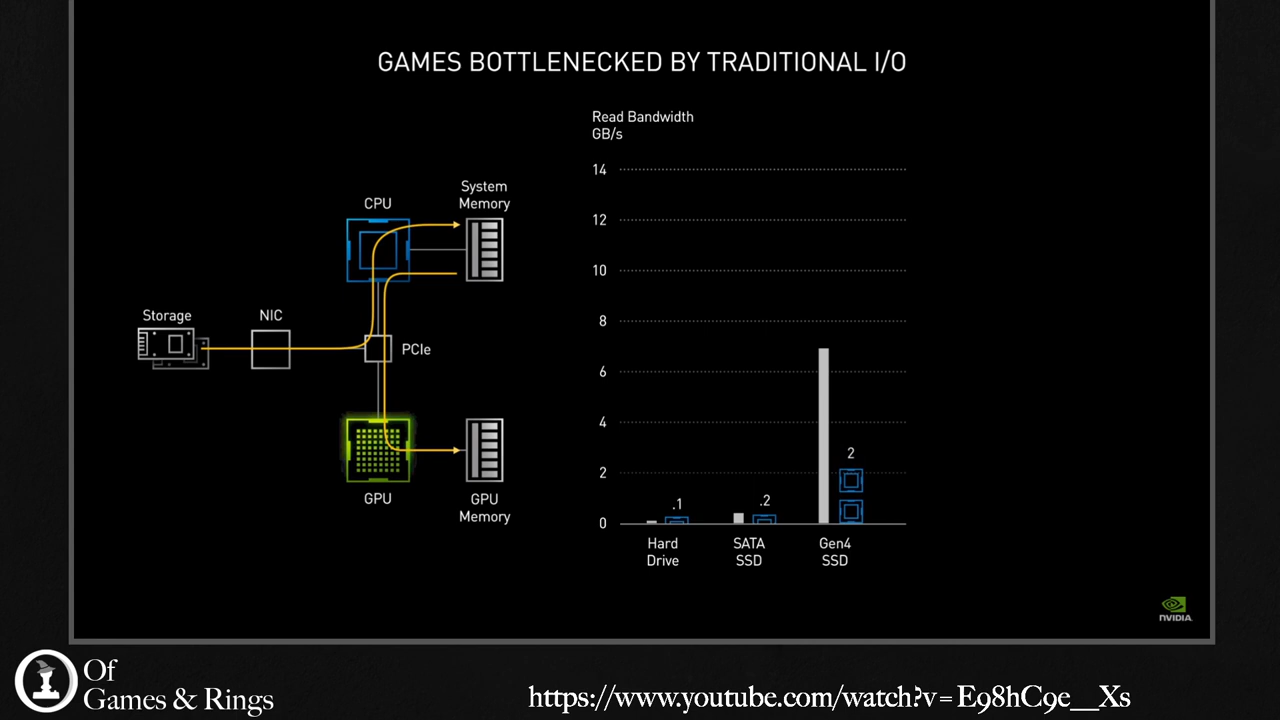 GAMES BOTTLENECKED BY TRADITIONAL I/O
Read Bandwidth
GB/s
14
12
10
8
6
4
2
0
2
.1
.2
Hard
Drive
SATA
SSD
Gen4
SSD
System
Memory
CPU
Storage
NIC
PCIe
GPU
GPU
Memory
NVIDIA
Of
Games & Rings
https://www.youtube.com/watch?v=E98hC9e__Xs